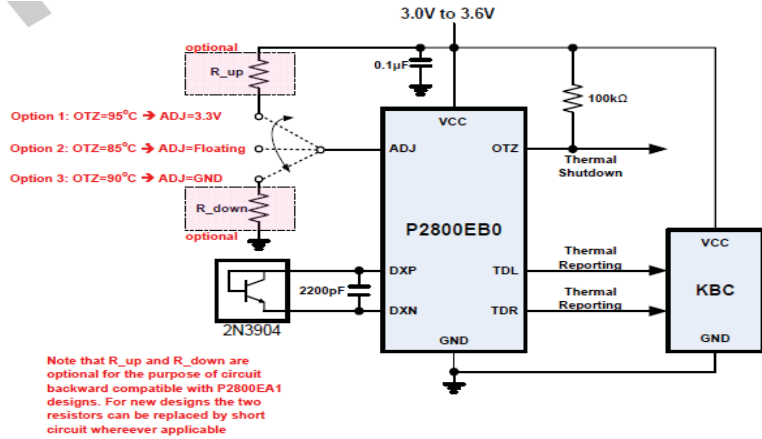 3.0V to 3.6V
optional
R_up
0.1µF
100kΩ
Option 1: OTZ=95°C → ADJ=3.3V
Option 2: OTZ=85°C → ADJ=Floating
Option 3: OTZ=90°C → ADJ=GND
R_down
optional
VCC
ADJ
OTZ
Thermal
Shutdown
P2800EB0
DXP
TDL
Thermal
Reporting
DXN
TDR
Thermal
Reporting
GND
2200pF
2N3904
VCC
KBC
GND
Note that R_up and R_down are
optional for the purpose of circuit
backward compatible with P2800EA1
designs. For new designs the two
resistors can be replaced by short
circuit whereever applicable